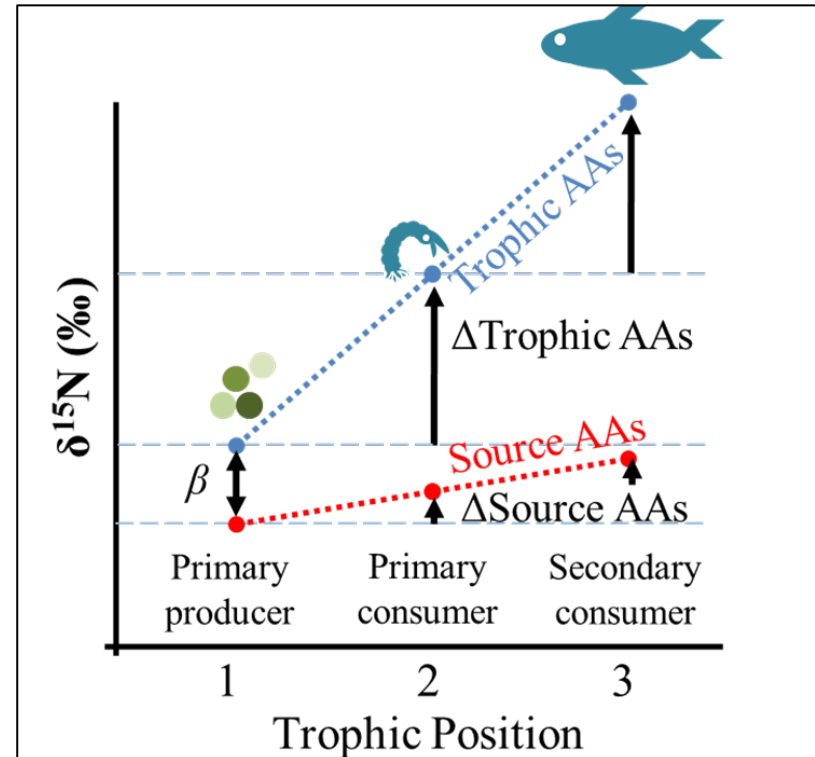 δ¹⁵N (‰)
Trophic AAs
ΔTrophic AAs
Source AAs
β
ΔSource AAs
Primary
producer
Primary
consumer
Secondary
consumer
1
2
3
Trophic Position